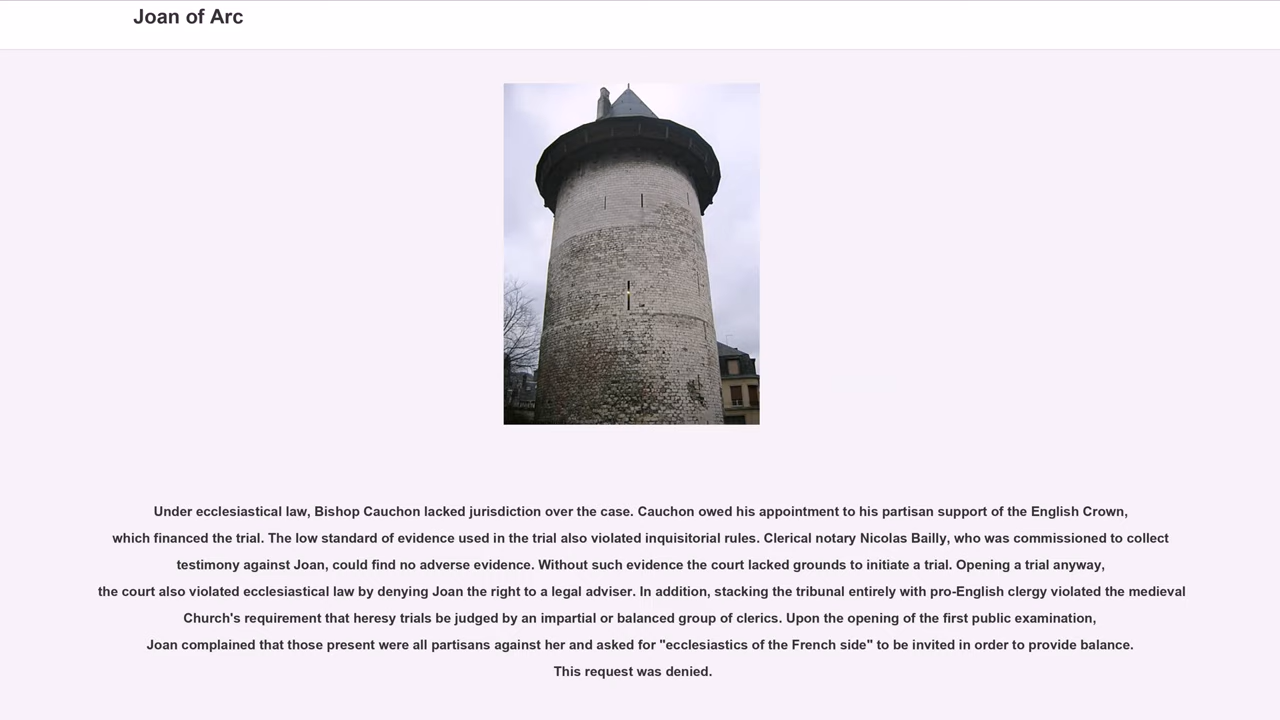 Joan of Arc
Under ecclesiastical law, Bishop Cauchon lacked jurisdiction over the case. Cauchon owed his appointment to his partisan support of the English Crown,
which financed the trial. The low standard of evidence used in the trial also violated inquisitorial rules. Clerical notary Nicolas Bailly, who was commissioned to collect
testimony against Joan, could find no adverse evidence. Without such evidence the court lacked grounds to initiate a trial. Opening a trial anyway,
the court also violated ecclesiastical law by denying Joan the right to a legal adviser. In addition, stacking the tribunal entirely with pro-English clergy violated the medieval
Church's requirement that heresy trials be judged by an impartial or balanced group of clerics. Upon the opening of the first public examination,
Joan complained that those present were all partisans against her and asked for "ecclesiastics of the French side" to be invited in order to provide balance.
This request was denied.